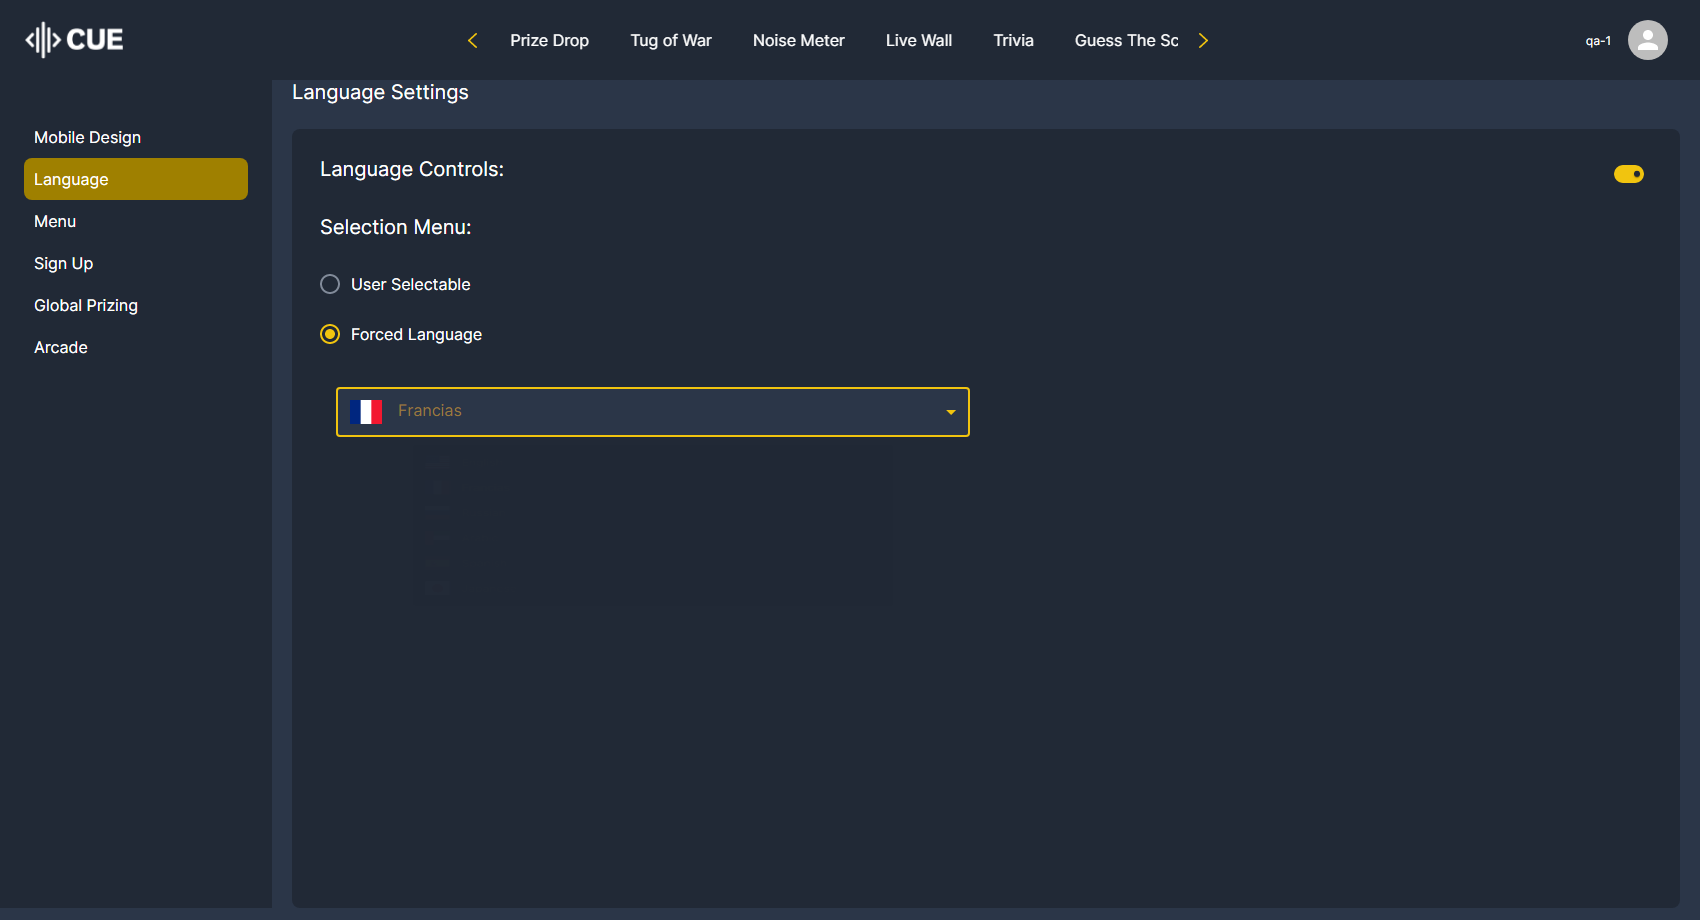 CUE
Prize Drop
Tug of War
Noise Meter
Live Wall
Trivia
Guess The Sc
qa-1
Mobile Design
Language
Menu
Sign Up
Global Prizing
Arcade
Language Settings
Language Controls:
Selection Menu:
User Selectable
Forced Language
Francias